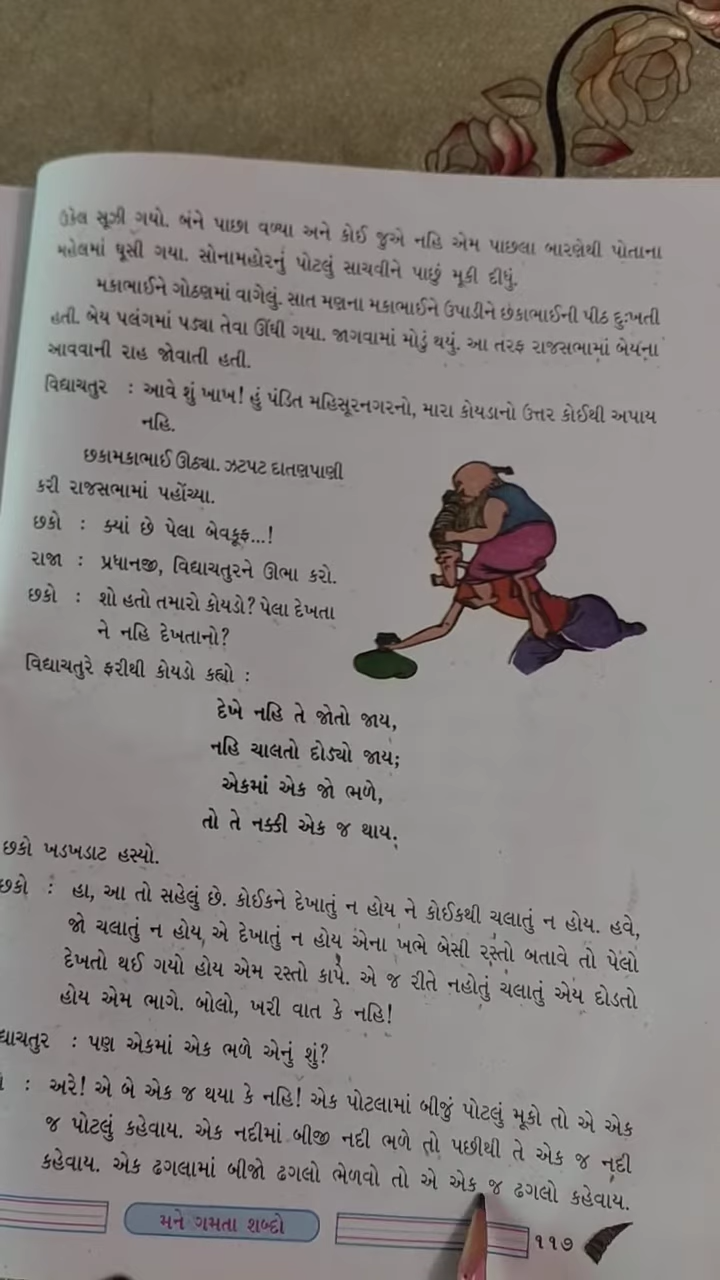 ઉકેલ સૂઝી ગયો. બંને પાછા વળ્યા અને કોઈ જુએ નહિ એમ પાછલા બારણેથી પોતાના
મહેલમાં ઘૂસી ગયા. સોનામહોરનું પોટલું સાચવીને પાછું મૂકી દીધું.
મકાભાઈને ગોઠણમાં વાગેલું. સાત મણના મકાભાઈને ઉપાડીને છકાભાઈની પીઠ દુઃખતી
હતી. બેય પલંગમાં પડ્યા તેવા ઊંઘી ગયા. જાગવામાં મોડું થયું. આ તરફ રાજસભામાં બેયના
આવવાની રાહ જોવાતી હતી.
વિદ્યાચતુર : આવે શું ખાખ! હું પંડિત મહિસૂરનગરનો, મારા કોયડાનો ઉત્તર કોઈથી અપાય
નહિ.
છકામકાભાઈ ઊઠ્યા. ઝટપટ દાતણપાણી
કરી રાજસભામાં પહોંચ્યા.
છકો : ક્યાં છે પેલા બેવકૂફ...!
રાજા : પ્રધાનજી, વિદ્યાચતુરને ઊભા કરો.
છકો : શો હતો તમારો કોયડો? પેલા દેખતા
ને નહિ દેખતાનો?
વિદ્યાચતુરે ફરીથી કોયડો કહ્યો :
દેખે નહિ તે જોતો જાય,
નહિ ચાલતો દોડ્યો જાય;
એકમાં એક જો ભળે,
તો તે નક્કી એક જ થાય.
છકો ખડખડાટ હસ્યો.
છકો : હા, આ તો સહેલું છે. કોઈકને દેખાતું ન હોય ને કોઈકથી ચલાતું ન હોય. હવે,
જો ચલાતું ન હોય એ દેખાતું ન હોય એના ખભે બેસી રસ્તો બતાવે તો પેલો
દેખતો થઈ ગયો હોય એમ રસ્તો કાપે. એ જ રીતે નહોતું ચલાતું એય દોડતો
હોય એમ ભાગે. બોલો, ખરી વાત કે નહિ!
દ્યાચતુર : પણ એકમાં એક ભળે એનું શું?
: અરે! એ બે એક જ થયા કે નહિ! એક પોટલામાં બીજું પોટલું મૂકો તો એ એક
જ પોટલું કહેવાય. એક નદીમાં બીજી નદી ભળે તો પછીથી તે એક જ નદી
કહેવાય. એક ઢગલામાં બીજો ઢગલો ભેળવો તો એ એક જ ઢગલો કહેવાય.
મને ગમતા શબ્દો
૧૧૭